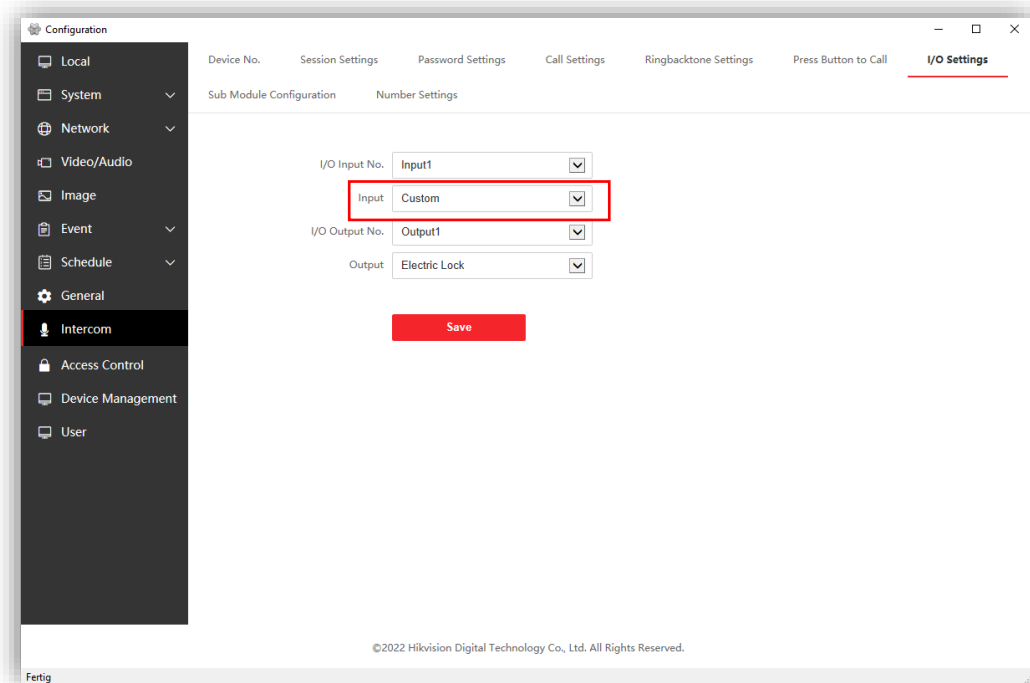 Configuration
Local
System
Network
Video/Audio
Image
Event
Schedule
General
Intercom
Access Control
Device Management
User
Device No. Session Settings Password Settings Call Settings Ringbacktone Settings Press Button to Call I/O Settings
Sub Module Configuration Number Settings
I/O Input No. Input1
Input Custom
I/O Output No. Output1
Output Electric Lock
Save
©2022 Hikvision Digital Technology Co., Ltd. All Rights Reserved.
Fertig